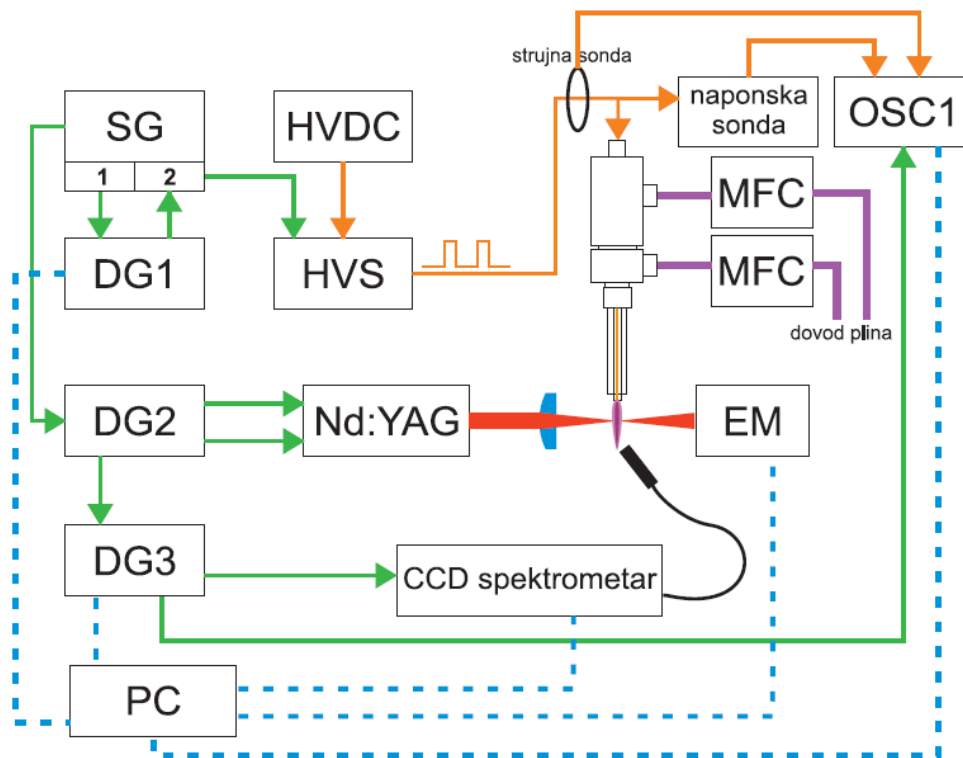 strujna sonda
SG
1 2
HVDC
naponska
sonda
OSC1
DG1
HVS
MFC
MFC
dovod plina
DG2
Nd:YAG
EM
DG3
CCD spektrometar
PC